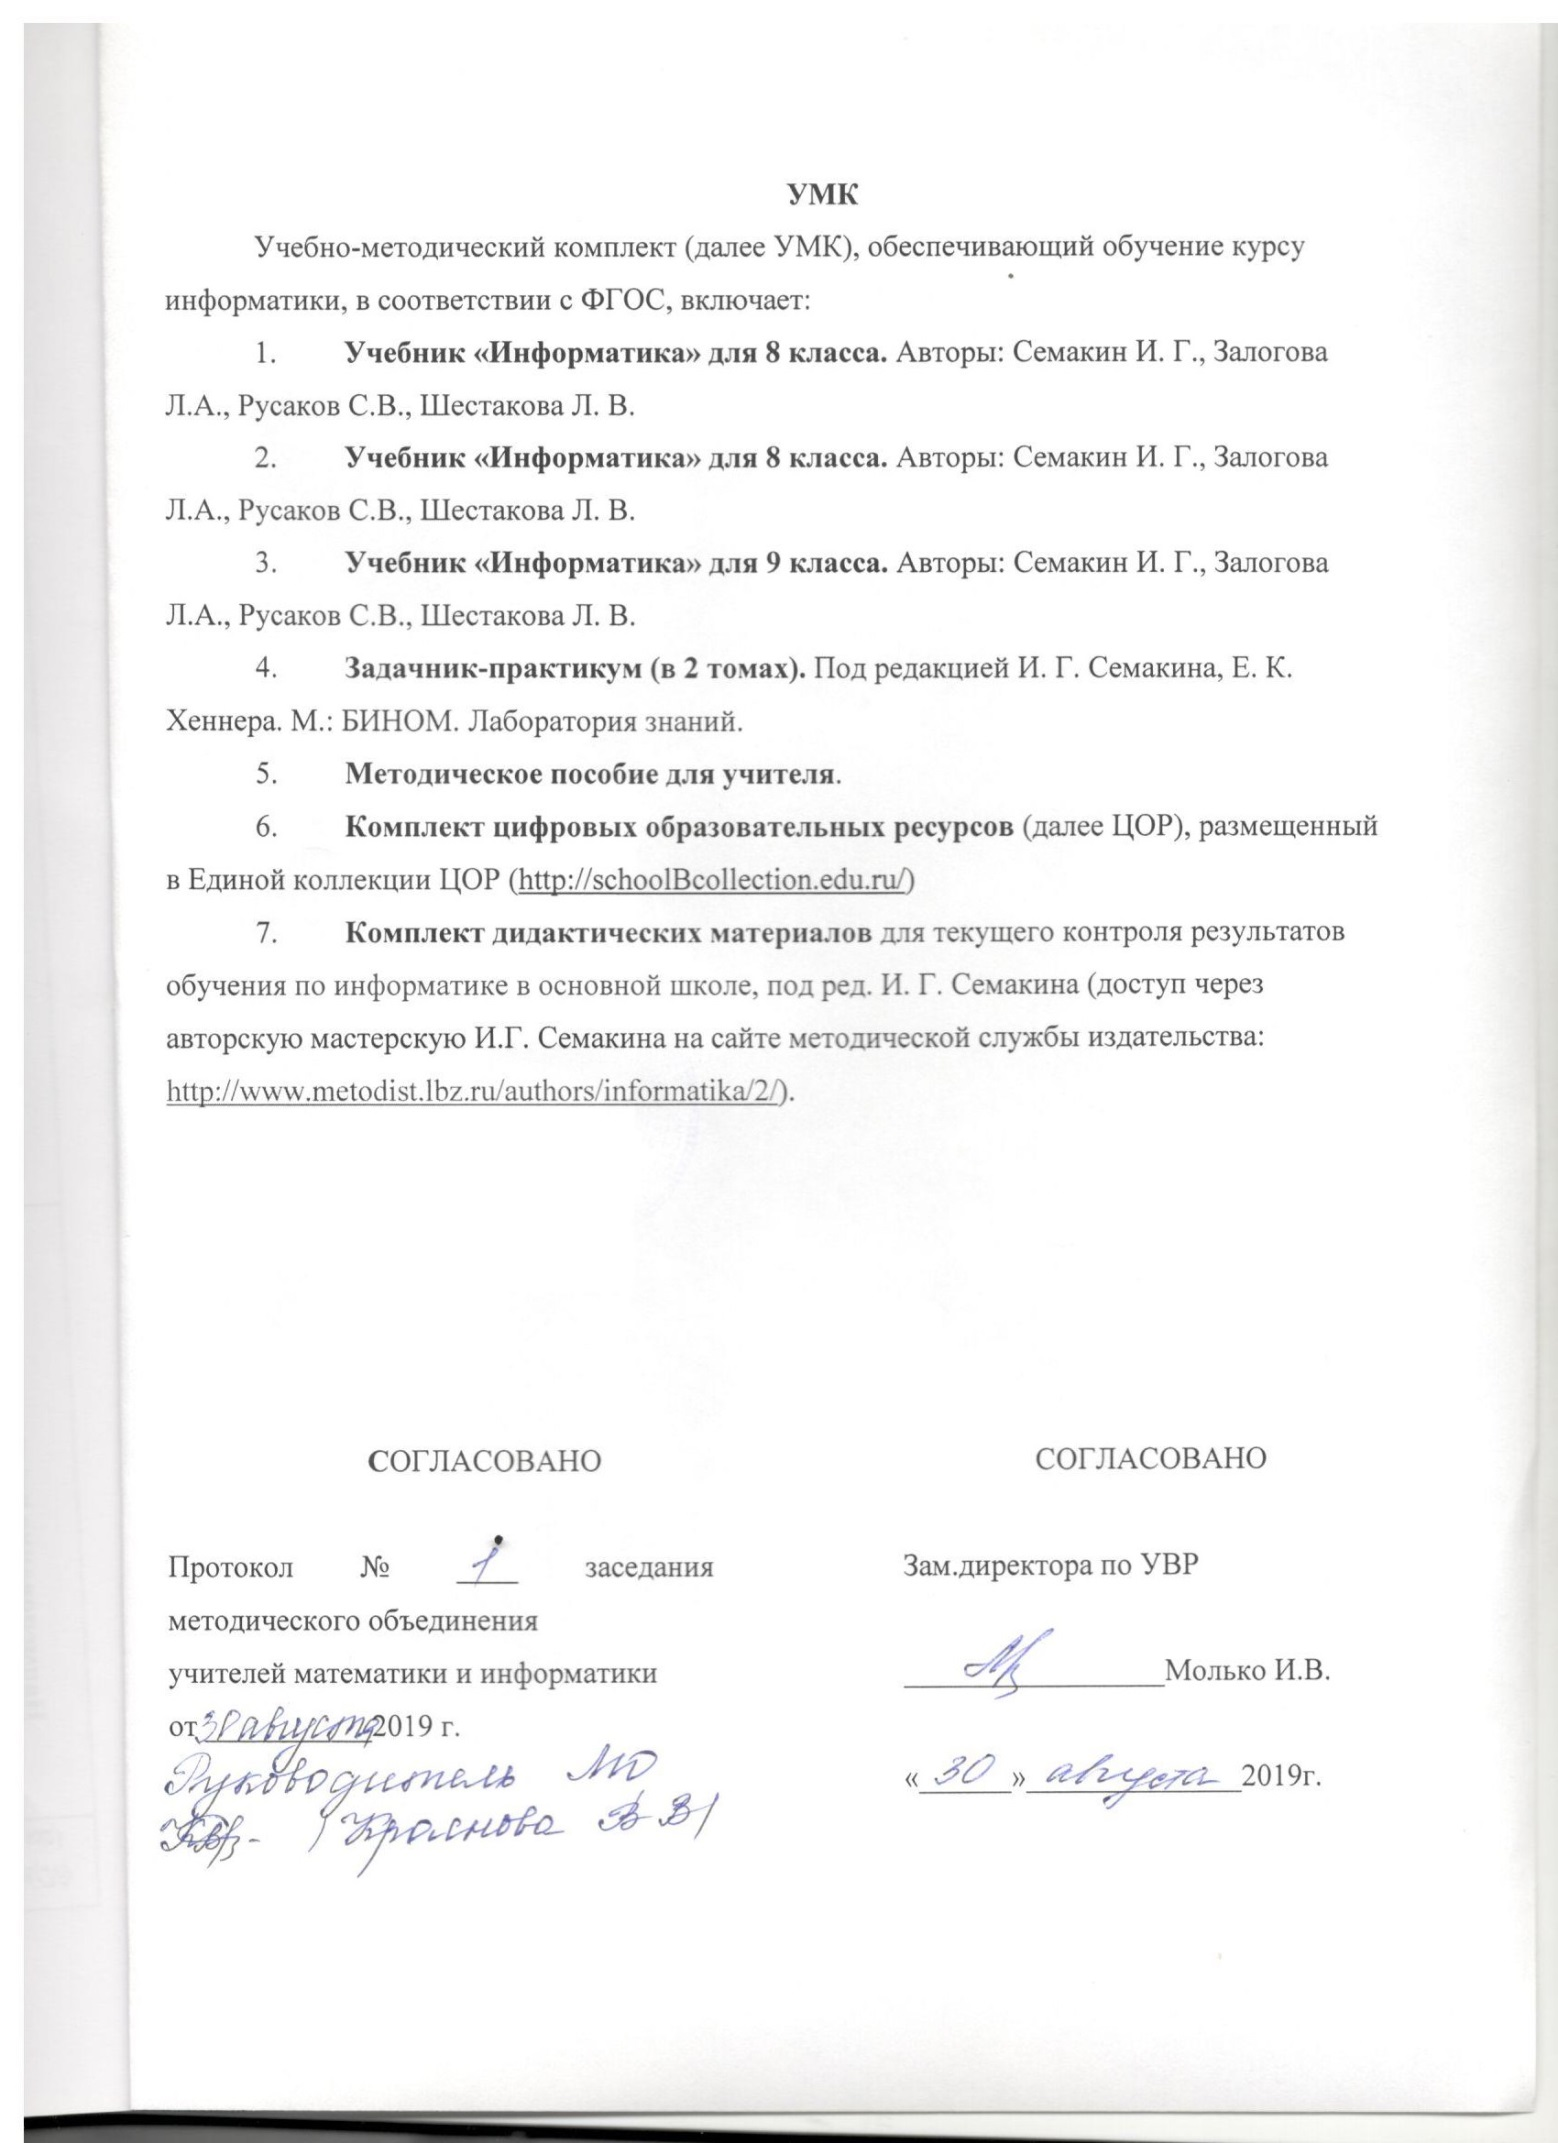 УМК
Учебно-методический комплект (далее УМК), обеспечивающий обучение курсу
информатики, в соответствии с ФГОС, включает:
1. Учебник «Информатика» для 8 класса. Авторы: Семакин И. Г., Залогова
Л.А., Русаков С.В., Шестакова Л. В.
2. Учебник «Информатика» для 8 класса. Авторы: Семакин И. Г., Залогова
Л.А., Русаков С.В., Шестакова Л. В.
3. Учебник «Информатика» для 9 класса. Авторы: Семакин И. Г., Залогова
Л.А., Русаков С.В., Шестакова Л. В.
4. Задачник-практикум (в 2 томах). Под редакцией И. Г. Семакина, Е. К.
Хеннера. М.: БИНОМ. Лаборатория знаний.
5. Методическое пособие для учителя.
6. Комплект цифровых образовательных ресурсов (далее ЦОР), размещенный
в Единой коллекции ЦОР (http://schoolBcollection.edu.ru/)
7. Комплект дидактических материалов для текущего контроля результатов
обучения по информатике в основной школе, под ред. И. Г. Семакина (доступ через
авторскую мастерскую И.Г. Семакина на сайте методической службы издательства:
http://www.metodist.lbz.ru/authors/informatika/2/).
СОГЛАСОВАНО
Протокол № 1 заседания
методического объединения
учителей математики и информатики
от 30 августа 2019 г.
Руководитель МО
В В
СОГЛАСОВАНО
Зам.директора по УВР
Молько И.В.
«30» августа 2019г.